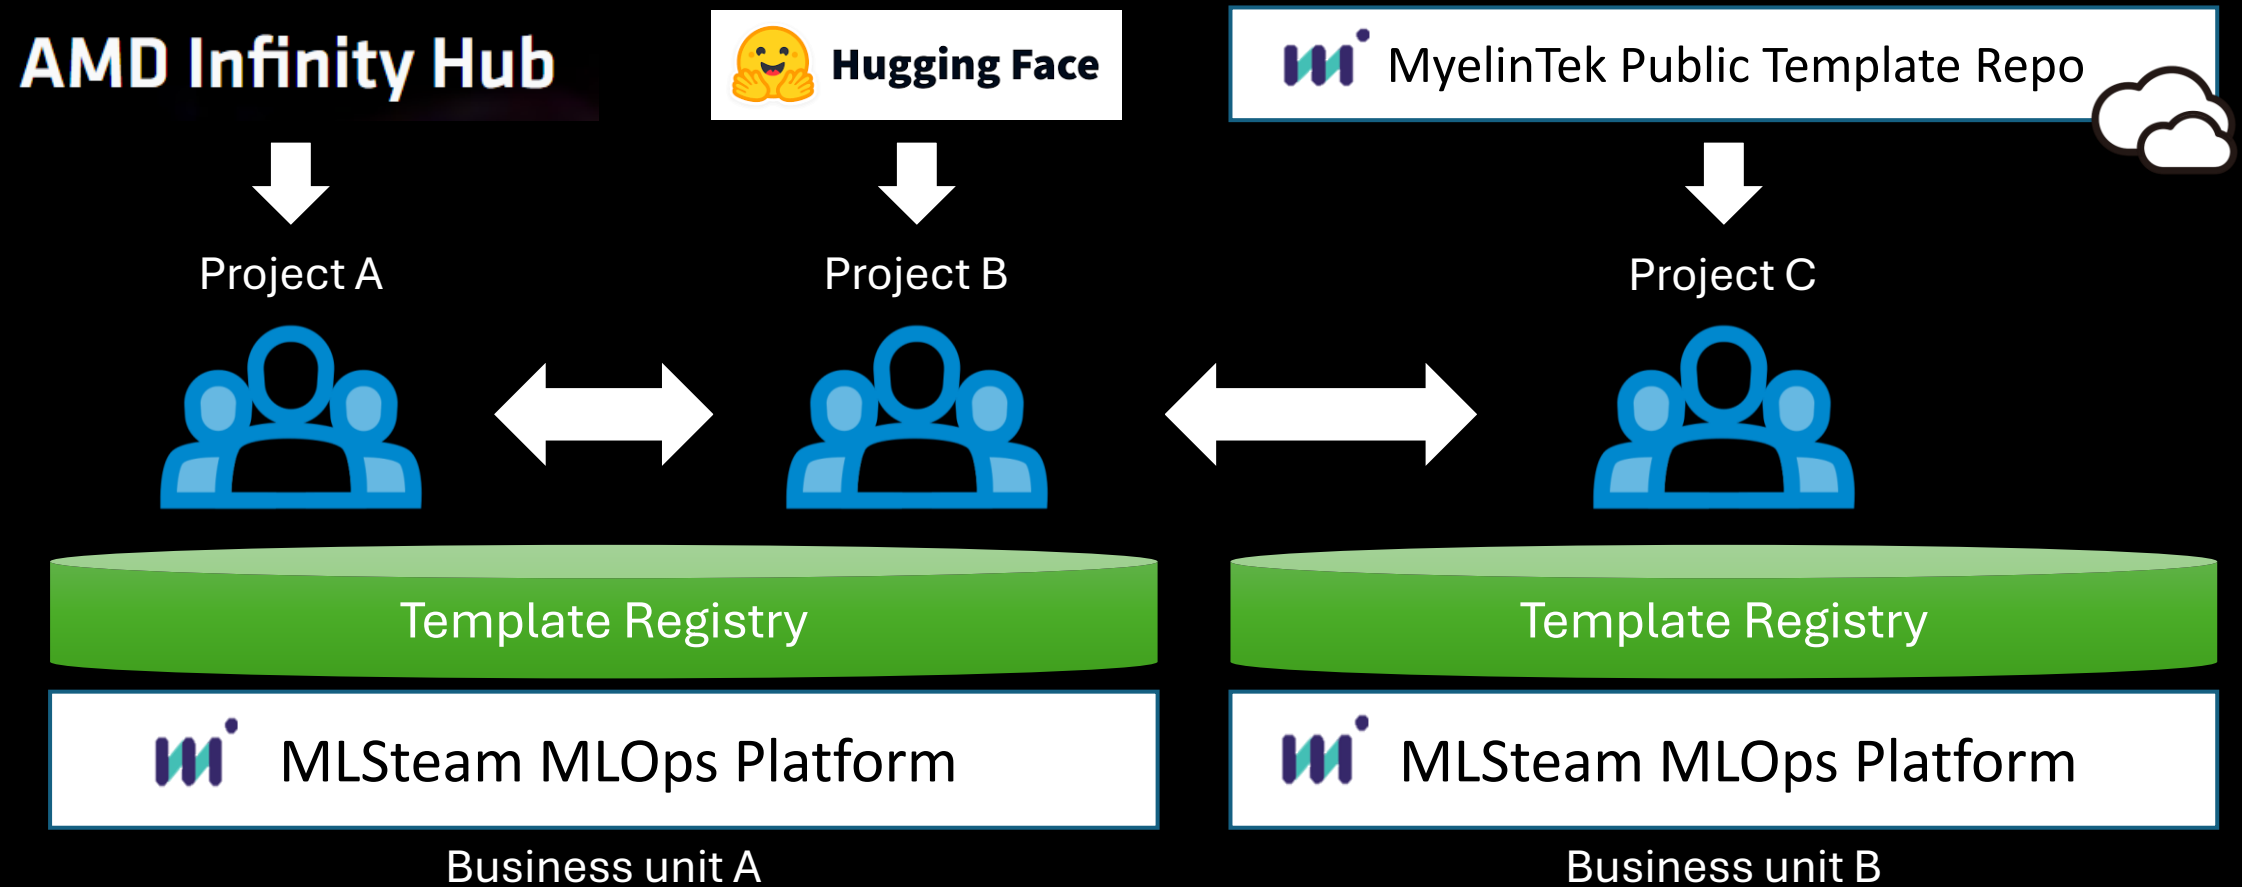 AMD Infinity Hub
Hugging Face
MyelinTek Public Template Repo
Project A
Project B
Project C
Template Registry
Template Registry
MLSteam MLOps Platform
MLSteam MLOps Platform
Business unit A
Business unit B